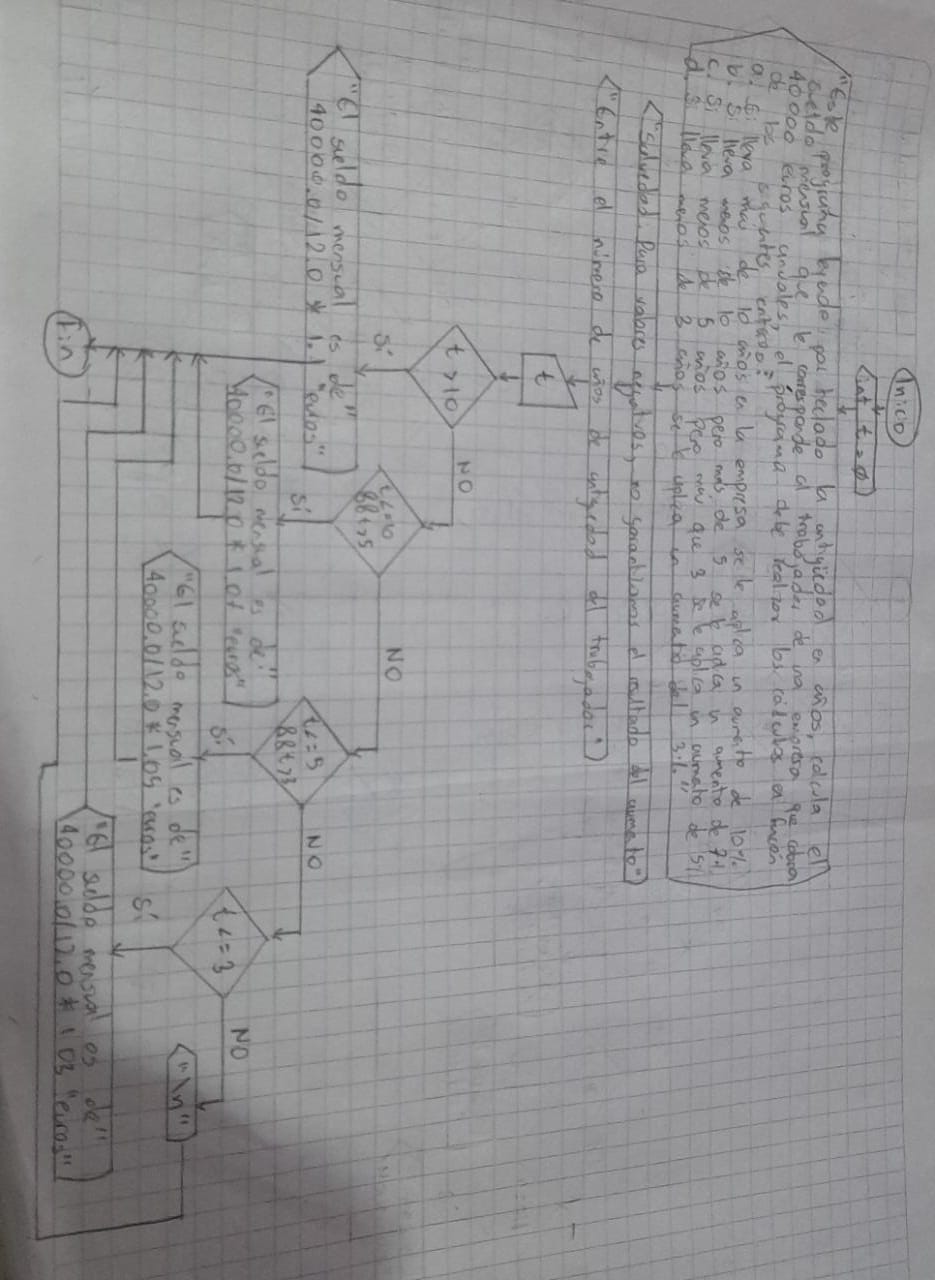 Inicio
int t = 0
"Este programa layendo por teclado la antigüedad en años, calcula el
sueldo mensual que le corresponde al trabajador de una empresa que cobra
40000 euros anuales, el programa debe realizar los cálculos en función
de las siguientes entradas:
a. Si lleva mas de 10 años en la empresa se le aplica un aumento de 10%
b. Si lleva menos de 10 años pero mas de 5 se le aplica un aumento de 7%
c. Si lleva menos de 5 años pero más que 3 se le aplica un aumento de 5%
d. Si lleva menos de 3 años se le aplica un aumento del 3%."
"Salvedad: Para valores negativos, no garantizamos el resultado del aumento"
"Entre el número de años de antigüedad del trabajador"
t
t > 10
NO
Sí
"El sueldo mensual es de"
40000.0/12.0 * 1.1 "euros"
t <= 10
&& t > 5
NO
Sí
"El sueldo mensual es de"
40000.0/12.0 * 1.07 "euros"
t <= 5
&& t > 3
NO
Sí
"El sueldo mensual es de"
40000.0/12.0 * 1.05 "euros"
t <= 3
NO
Sí
"El sueldo mensual es de"
40000.0/12.0 * 1.03 "euros"
"\n"
Fin